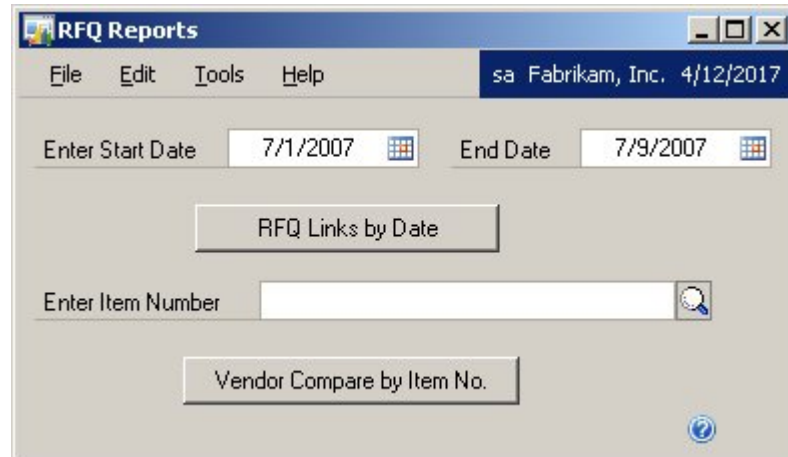 RFQ Reports
File Edit Tools Help sa Fabrikam, Inc. 4/12/2017
Enter Start Date 7/1/2007 End Date 7/9/2007
RFQ Links by Date
Enter Item Number
Vendor Compare by Item No.
?